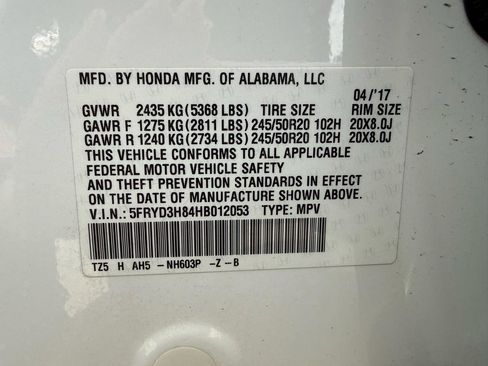 MFD. BY HONDA MFG. OF ALABAMA, LLC
04/'17
GVWR 2435 KG(5368 LBS) TIRE SIZE RIM SIZE
GAWR F 1275 KG(2811 LBS) 245/50R20 102H 20X8.0J
GAWR R 1240 KG(2734 LBS) 245/50R20 102H 20X8.0J
THIS VEHICLE CONFORMS TO ALL APPLICABLE
FEDERAL MOTOR VEHICLE SAFETY
AND THEFT PREVENTION STANDARDS IN EFFECT
ON THE DATE OF MANUFACTURE SHOWN ABOVE.
V.I.N.: 5FRYD3H84HB012053 TYPE: MPV
TZ5 H AH5 -NH603P -Z -B